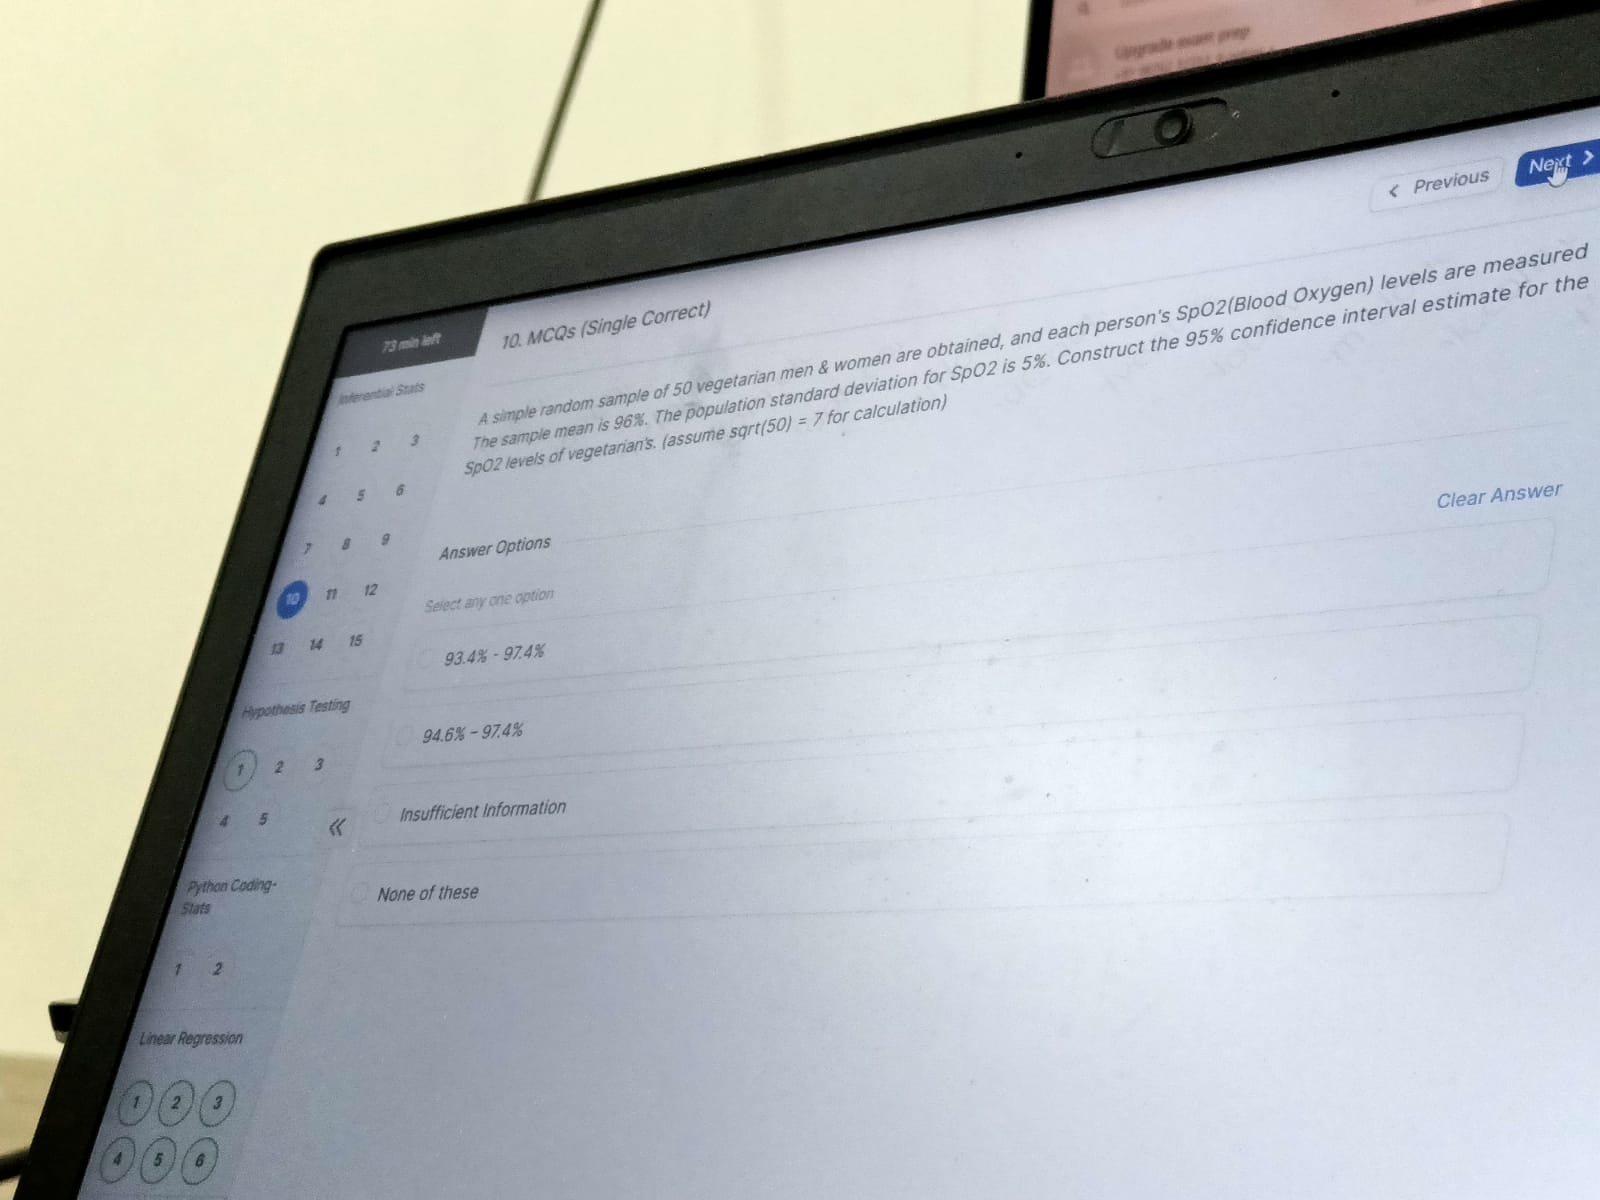 Upgrade exam prep
Previous
Next
73 min left
10. MCQs (Single Correct)
Inferential Stats
A simple random sample of 50 vegetarian men & women are obtained, and each person's SpO2(Blood Oxygen) levels are measured
The sample mean is 96%. The population standard deviation for SpO2 is 5%. Construct the 95% confidence interval estimate for the
SpO2 levels of vegetarian's. (assume sqrt(50) = 7 for calculation)
1 2 3
4 5 6
7 8 9
10 11 12
13 14 15
Clear Answer
Answer Options
Select any one option
93.4% - 97.4%
94.6% – 97.4%
Insufficient Information
None of these
Hypothesis Testing
1 2 3
4 5
Python Coding-
Stats
1 2
Linear Regression
1 2 3
4 5 6